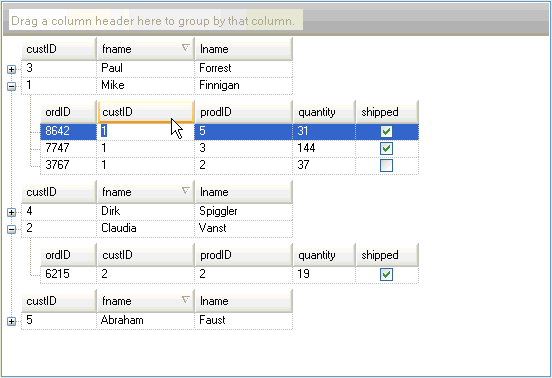 Drag a column header here to group by that column.
custID fname lname
3 Paul Forrest
1 Mike Finnigan
ordID custID prodID quantity shipped
8642 1 5 31
7747 1 3 144
3767 1 2 37
custID fname lname
4 Dirk Spiggler
2 Claudia Vanst
ordID custID prodID quantity shipped
6215 2 2 19
custID fname lname
5 Abraham Faust